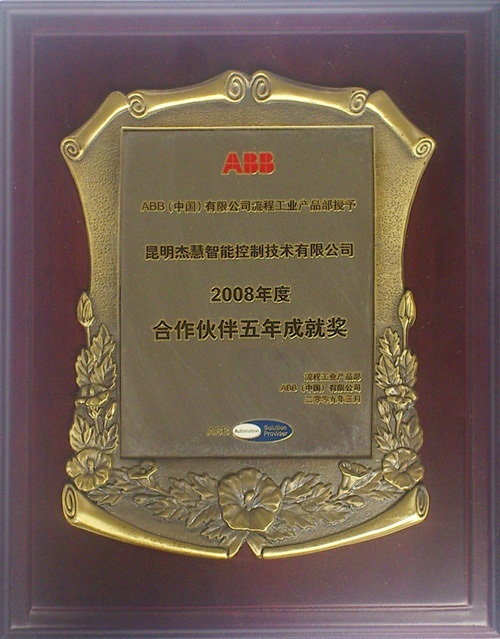 ABB
ABB（中国）有限公司流程工业产品部授予
昆明杰慧智能控制技术有限公司
2008年度
合作伙伴五年成就奖
流程工业产品部
ABB（中国）有限公司
二零零九年三月
ABB Automation Solution
Provider